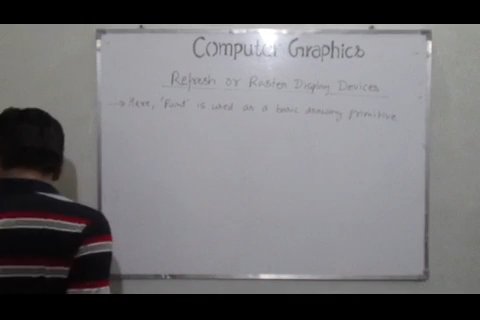 Computer Graphics
Refresh or Raster Display Devices
→ Here, 'Point' is used as a basic drawing primitive